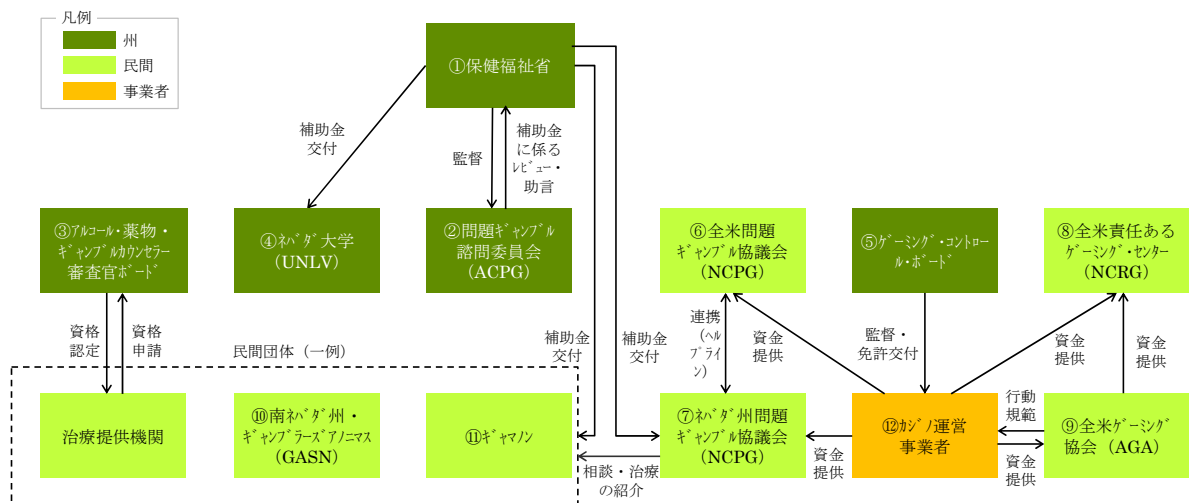 凡例
州
民間
事業者
①保健福祉省
補助金
交付
監督
補助金
に係る
ﾚﾋﾞｭｰ・
助言
③ｱﾙｺｰﾙ・薬物・
ｷﾞｬﾝﾌﾞﾙｶｳﾝｾﾗｰ
審査官ﾎﾞｰﾄﾞ
④ﾈﾊﾞﾀﾞ大学
（UNLV）
②問題ｷﾞｬﾝﾌﾞﾙ
諮問委員会
（ACPG）
⑥全米問題
ｷﾞｬﾝﾌﾞﾙ協議会
（NCPG）
⑤ｹﾞｰﾐﾝｸﾞ・ｺﾝﾄﾛｰ
ﾙ・ﾎﾞｰﾄﾞ
⑧全米責任ある
ｹﾞｰﾐﾝｸﾞ・ｾﾝﾀｰ
（NCRG）
資格
認定
資格
申請
民間団体（一例）
補助金
交付
補助金
交付
連携
（ﾍﾙ
ﾌﾟﾗｲ
ﾝ）
資金
提供
監督・
免許交付
資金
提供
資金
提供
治療提供機関
⑩南ﾈﾊﾞﾀﾞ州・
ｷﾞｬﾝﾌﾞﾗｰｽﾞｱﾉﾆﾏｽ
（GASN）
⑪ｷﾞｬﾏﾉﾝ
⑦ﾈﾊﾞﾀﾞ州問題
ｷﾞｬﾝﾌﾞﾙ協議会
（NCPG）
⑫ｶｼﾞﾉ運営
事業者
行動
規範
⑨全米ｹﾞｰﾐﾝｸﾞ
協会（AGA）
相談・治療
の紹介
資金
提供
資金
提供